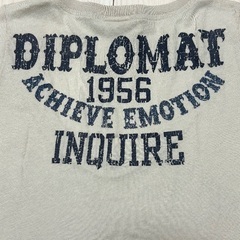 DIPLOMAT
1956
ACHIEVE EMOTION
INQUIRE